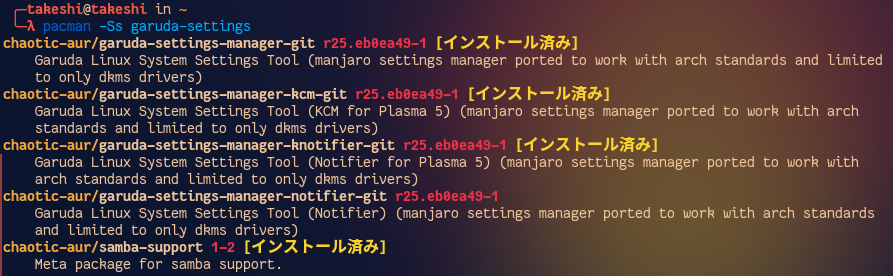 ╭─takeshi@takeshi in ~
╰─λ pacman -Ss garuda-settings
chaotic-aur/garuda-settings-manager-git r25.eb0ea49-1 [インストール済み]
    Garuda Linux System Settings Tool (manjaro settings manager ported to work with arch standards and limited
    to only dkms drivers)
chaotic-aur/garuda-settings-manager-kcm-git r25.eb0ea49-1 [インストール済み]
    Garuda Linux System Settings Tool (KCM for Plasma 5) (manjaro settings manager ported to work with arch
    standards and limited to only dkms drivers)
chaotic-aur/garuda-settings-manager-knotifier-git r25.eb0ea49-1 [インストール済み]
    Garuda Linux System Settings Tool (Notifier for Plasma 5) (manjaro settings manager ported to work with
    arch standards and limited to only dkms drivers)
chaotic-aur/garuda-settings-manager-notifier-git r25.eb0ea49-1
    Garuda Linux System Settings Tool (Notifier) (manjaro settings manager ported to work with arch standards
    and limited to only dkms drivers)
chaotic-aur/samba-support 1-2 [インストール済み]
    Meta package for samba support.